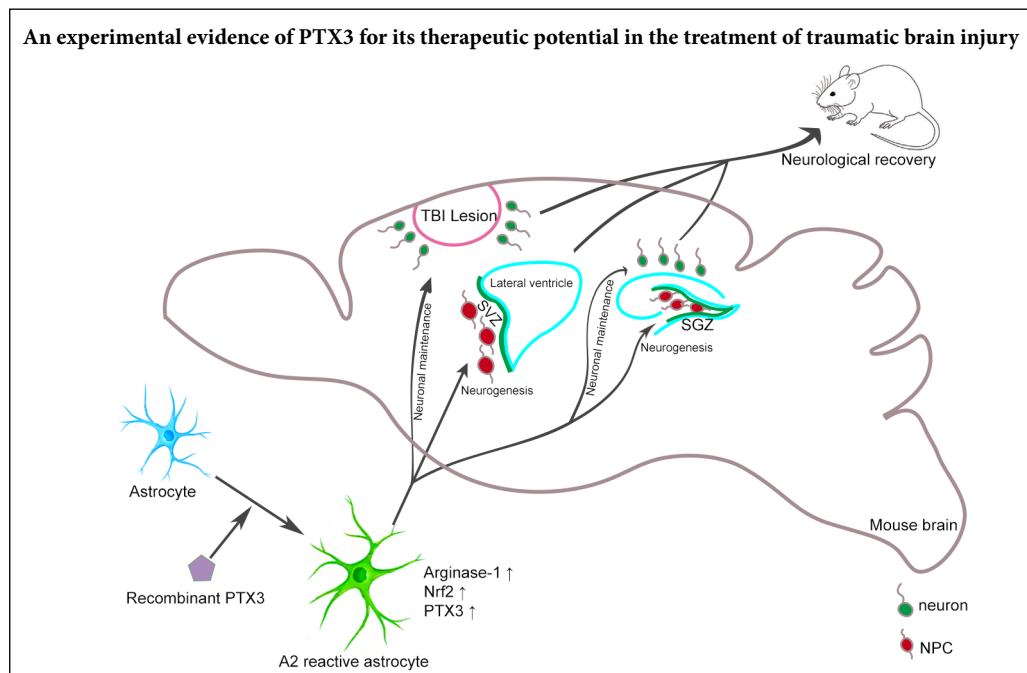 An experimental evidence of PTX3 for its therapeutic potential in the treatment of traumatic brain injury
Neurological recovery
TBI Lesion
Lateral ventricle
SVZ
Neuronal maintenance
Neurogenesis
Neuronal maintenance
SGZ
Neurogenesis
Astrocyte
Recombinant PTX3
Arginase-1 ↑
Nrf2 ↑
PTX3 ↑
A2 reactive astrocyte
Mouse brain
neuron
NPC